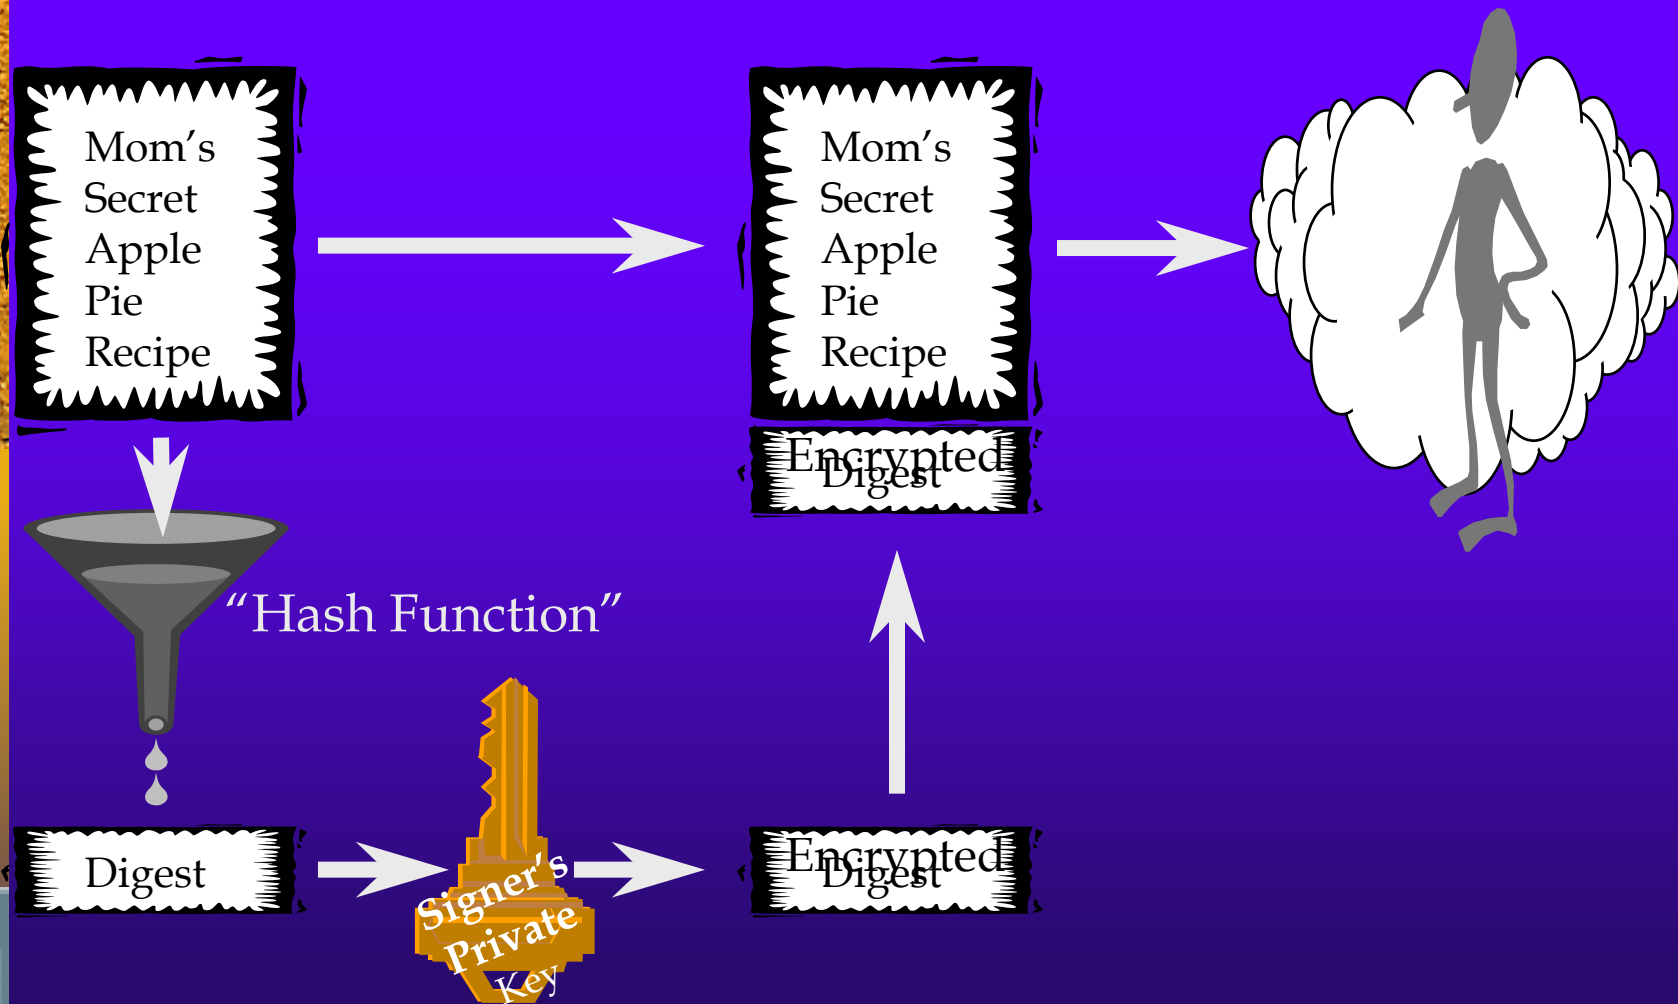 Mom's
Secret
Apple
Pie
Recipe
Mom's
Secret
Apple
Pie
Recipe
Encrypted
Digest
“Hash Function”
Digest
Signer's
Private
Key
Encrypted
Digest